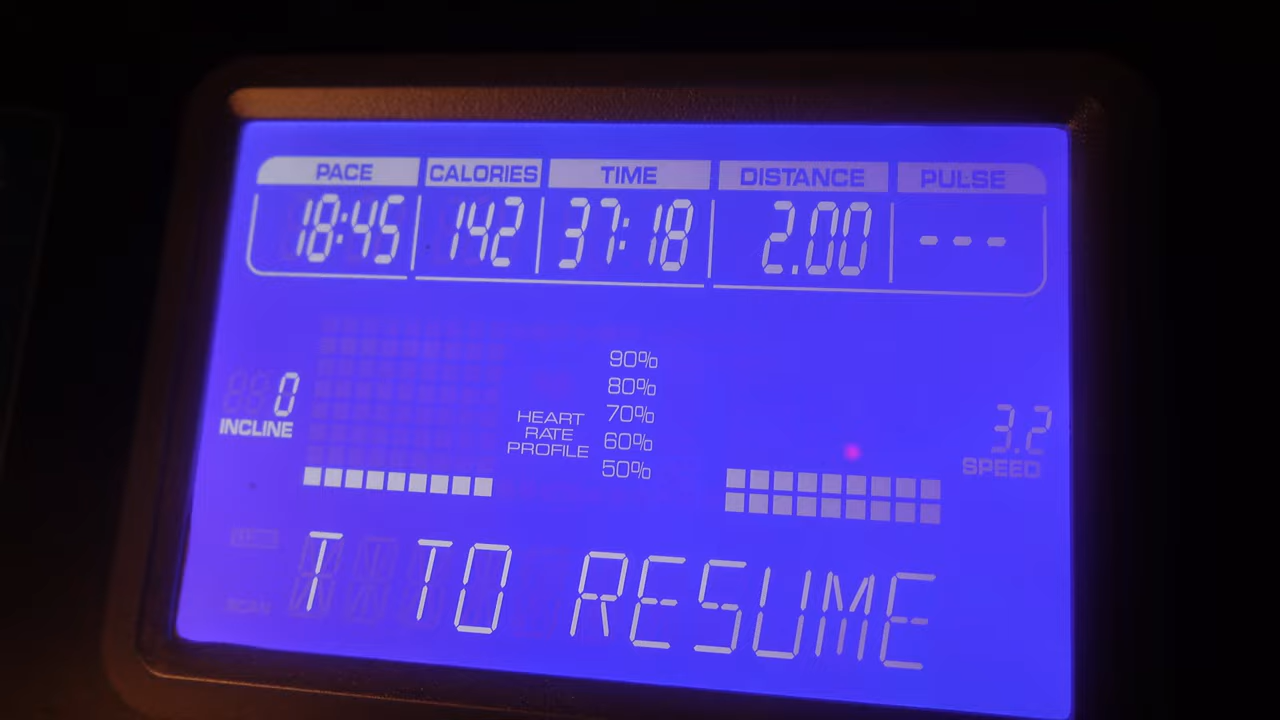 PACE CALORIES TIME DISTANCE PULSE
18:45 142 37:18 2.00 ---
90%
80%
70%
60%
50%
HEART
RATE
PROFILE
0
INCLINE
3.2
SPEED
T TO RESUME
SCAN